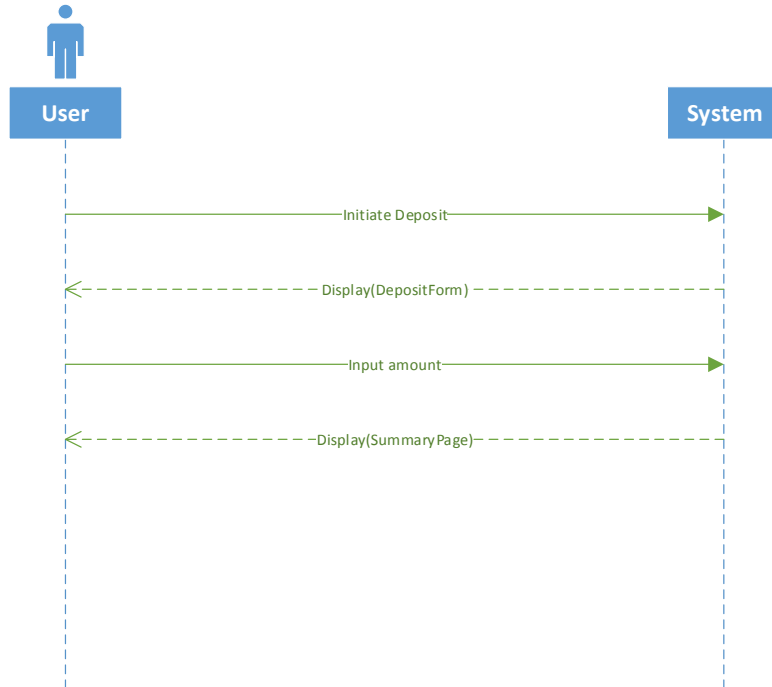 User
System
Initiate Deposit
Display(DepositForm)
Input amount
Display(SummaryPage)